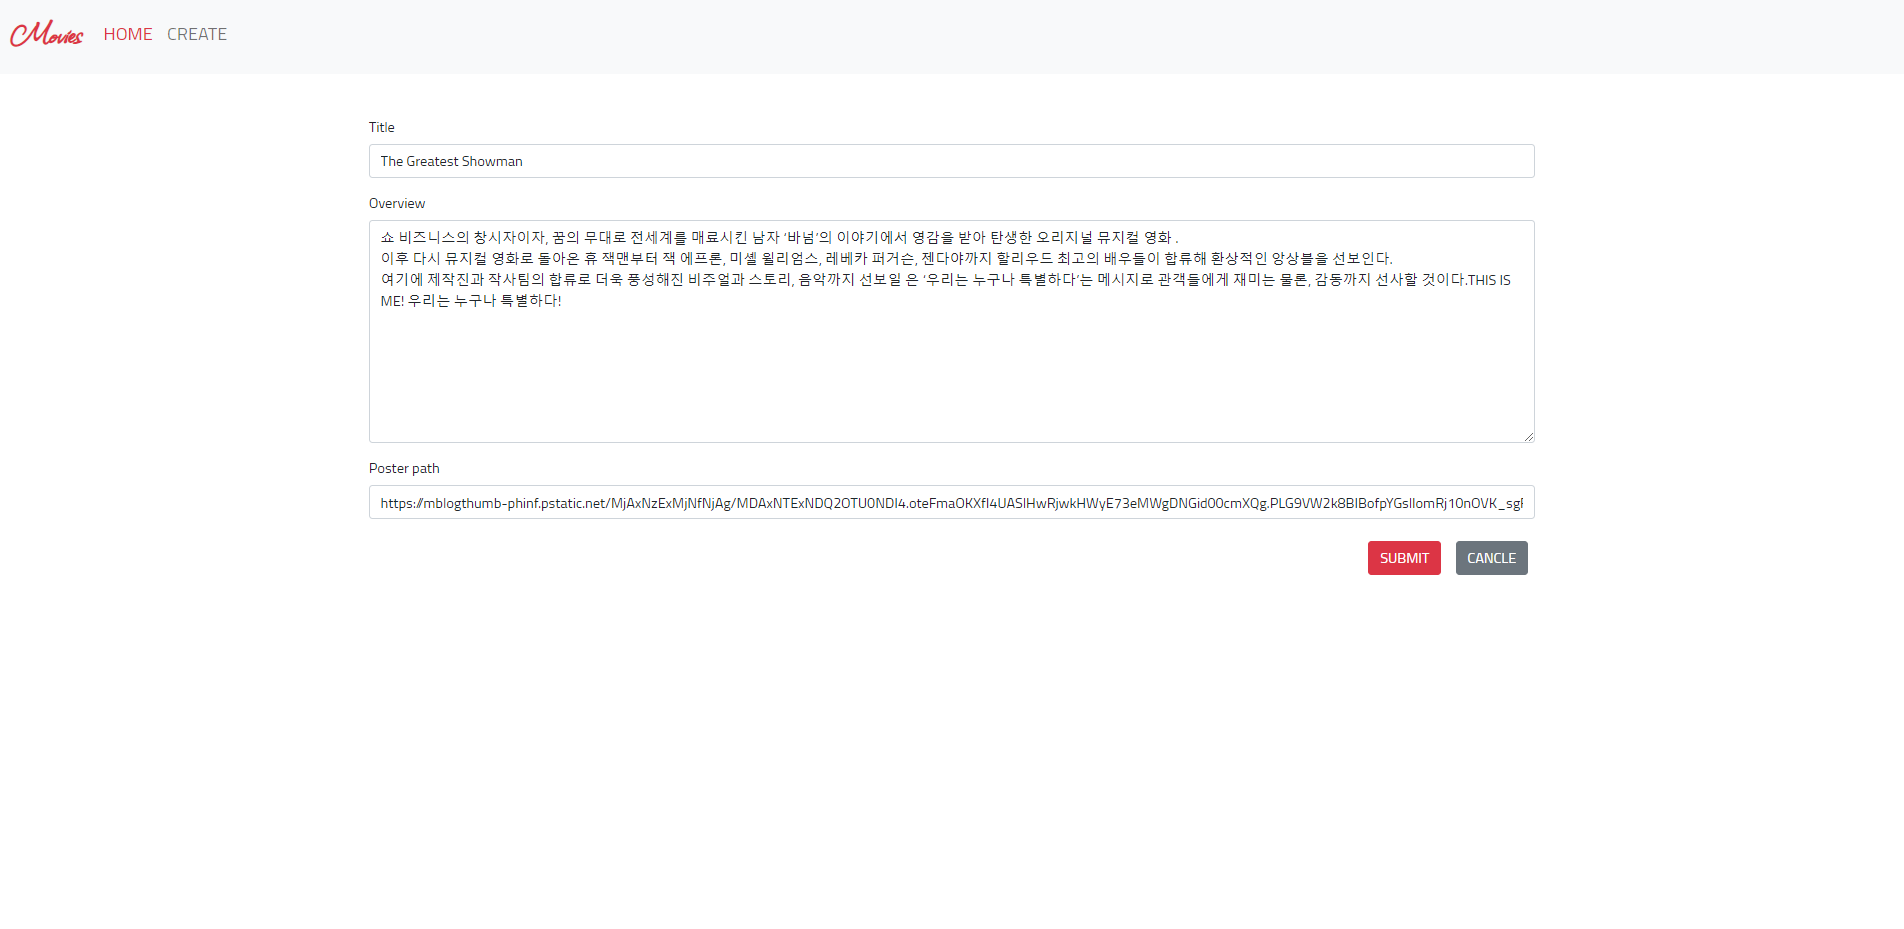 Movies HOME CREATE
Title
The Greatest Showman
Overview
쇼 비즈니스의 창시자이자, 꿈의 무대로 전세계를 매료시킨 남자 ‘바넘’의 이야기에서 영감을 받아 탄생한 오리지널 뮤지컬 영화 .
이후 다시 뮤지컬 영화로 돌아온 휴 잭맨부터 잭 에프론, 미셸 윌리엄스, 레베카 퍼거슨, 젠다야까지 할리우드 최고의 배우들이 합류해 환상적인 앙상블을 선보인다.
여기에 제작진과 작사팀의 합류로 더욱 풍성해진 비주얼과 스토리, 음악까지 선보일 은 ‘우리는 누구나 특별하다’는 메시지로 관객들에게 재미는 물론, 감동까지 선사할 것이다.THIS IS
ME! 우리는 누구나 특별하다!
Poster path
https://mblogthumb-phinf.pstatic.net/MjAxNzExMjNfNjAg/MDAxNTExNDQ2OTU0NDI4.oteFmaOKXfI4UASIHwRjwkHWyE73eMWgDNGid00cmXQg.PLG9VW2k8BIBofpYGsIIomRj10nOVK_sgF
SUBMIT CANCLE